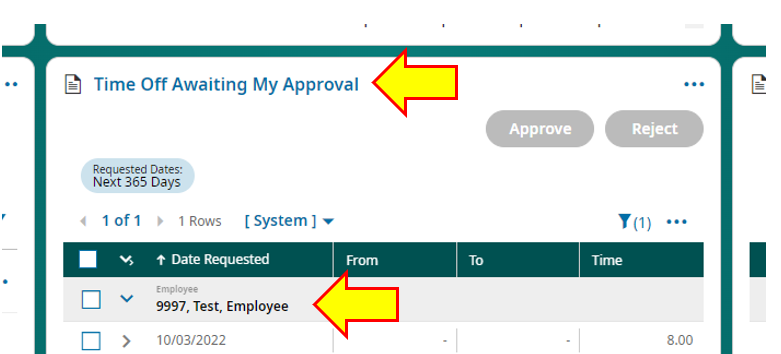 Time Off Awaiting My Approval
Approve Reject
Requested Dates:
Next 365 Days
1 of 1 1 Rows [ System ] (1)
Date Requested From To Time
Employee
9997, Test, Employee
10/03/2022 - - 8.00